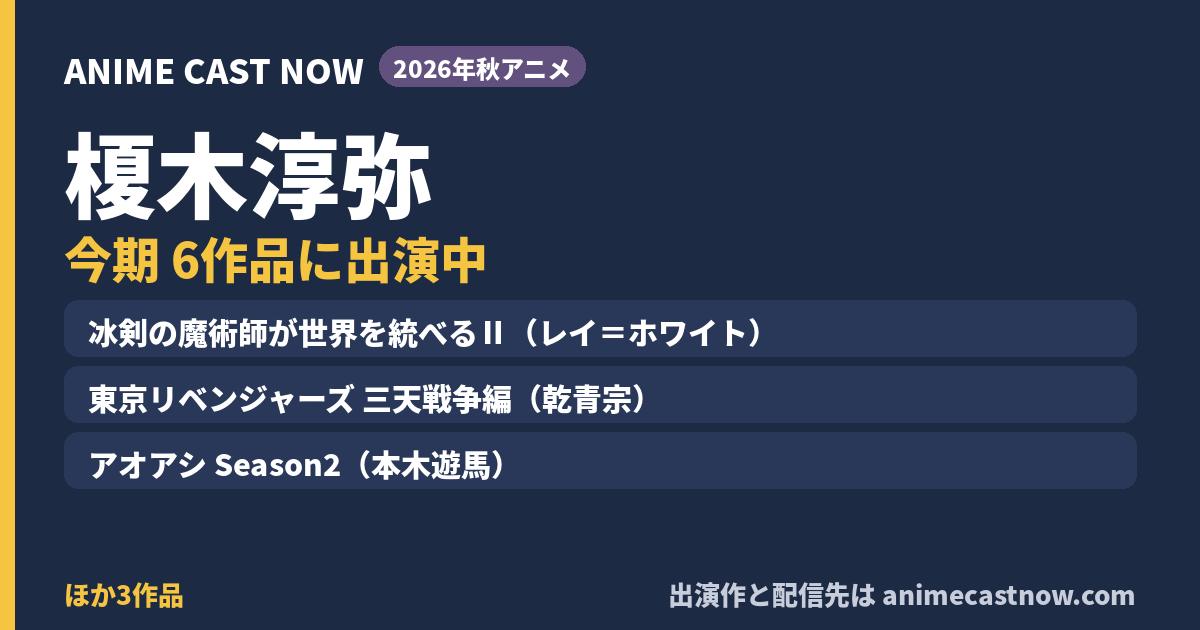 ANIME CAST NOW 2026年秋アニメ
榎木淳弥
今期 6作品に出演中
冰剣の魔術師が世界を統べるⅡ（レイ＝ホワイト）
東京リベンジャーズ 三天戦争編（乾青宗）
アオアシ Season2（本木遊馬）
ほか3作品
出演作と配信先は animecastnow.com